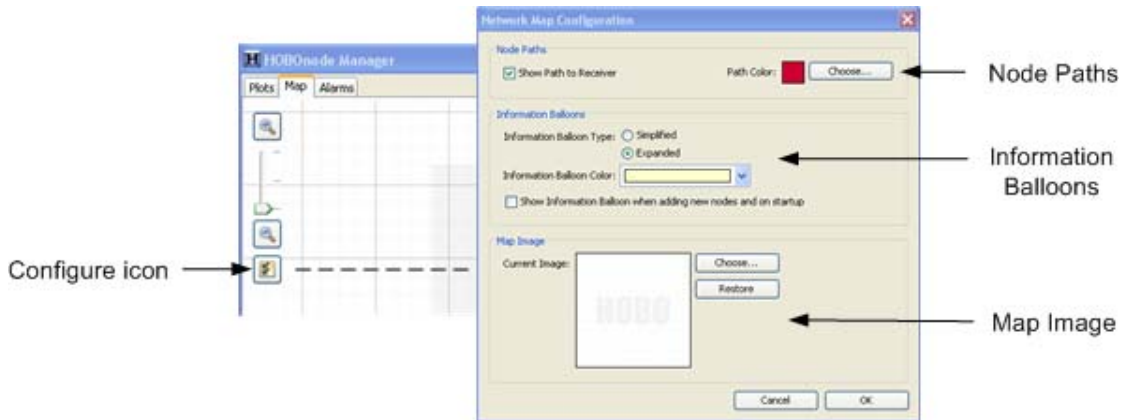 Network Map Configuration
Node Paths
Show Path to Receiver
Path Color:
Choose...
Node Paths
HOBOnode Manager
Plots
Map
Alarms
Information Balloons
Information Balloon Type:
Simplified
Expanded
Information Balloon Color:
Show Information Balloon when adding new nodes and on startup
Information
Balloons
Configure icon
Map Image
Current Image:
HOBO
Choose...
Restore
Map Image
Cancel
OK